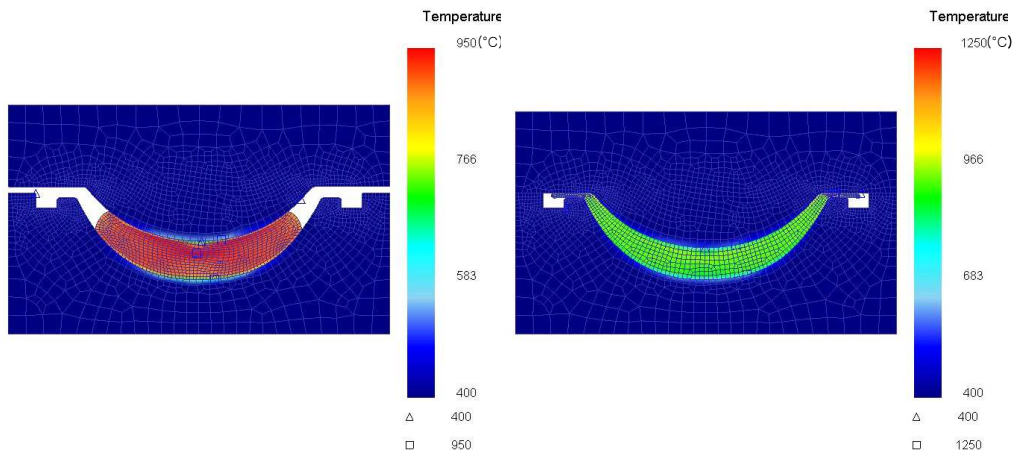 Temperature
950(°C)
766
583
400
△ 400
□ 950
Temperature
1250(°C)
966
683
400
△ 400
□ 1250